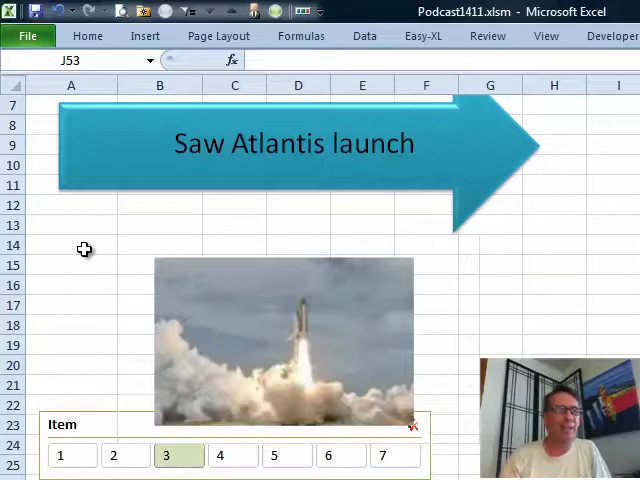 Podcast1411.xlsm - Microsoft Excel
File Home Insert Page Layout Formulas Data Easy-XL Review View Developer
J53 fx
A B C D E F G H I
7
8
9 Saw Atlantis launch
10
11
12
13
14
15
16
17
18
19
20
21
22
23 Item
24 1 2 3 4 5 6 7
25